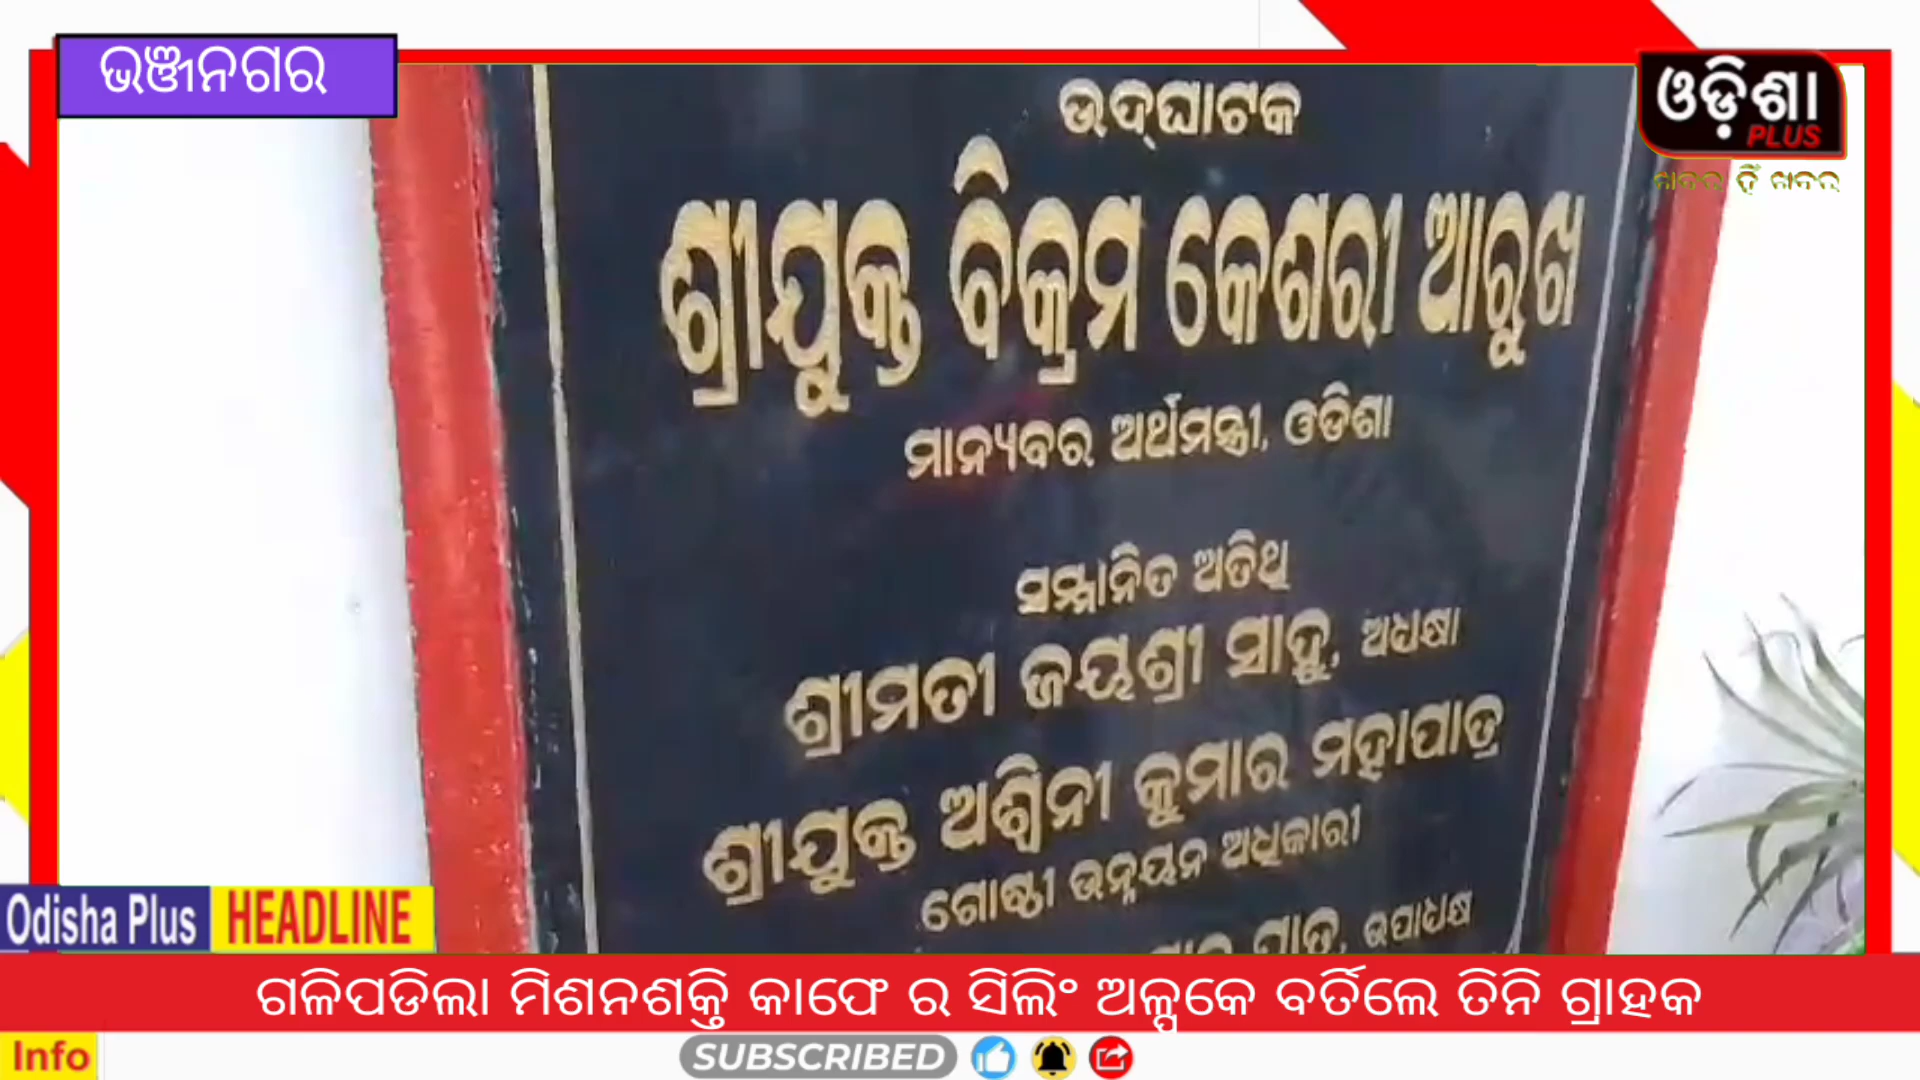 ଭଞ୍ଜନଗର
ଓଡ଼ିଶା
PLUS
ଖବର ହିଁ ଖବର
ଉଦ୍‌ଘାଟକ
ଶ୍ରୀଯୁକ୍ତ ବିକ୍ରମ କେଶରୀ ଆରୁଖ
ମାନ୍ୟବର ଅର୍ଥମନ୍ତ୍ରୀ, ଓଡିଶା
ସମ୍ମାନିତ ଅତିଥି
ଶ୍ରୀମତୀ ଜୟଶ୍ରୀ ସାହୁ, ଅଧ୍ୟକ୍ଷା
ଶ୍ରୀଯୁକ୍ତ ଅଶ୍ୱିନୀ କୁମାର ମହାପାତ୍ର
ଗୋଷ୍ଠୀ ଉନ୍ନୟନ ଅଧିକାରୀ
ଉପାଧ୍ୟକ୍ଷ
Odisha Plus HEADLINE
ଗଳିପଡିଲା ମିଶନଶକ୍ତି କାଫେ ର ସିଲିଂ ଅଳ୍ପକେ ବର୍ତିଲେ ତିନି ଗ୍ରାହକ
Info
SUBSCRIBED